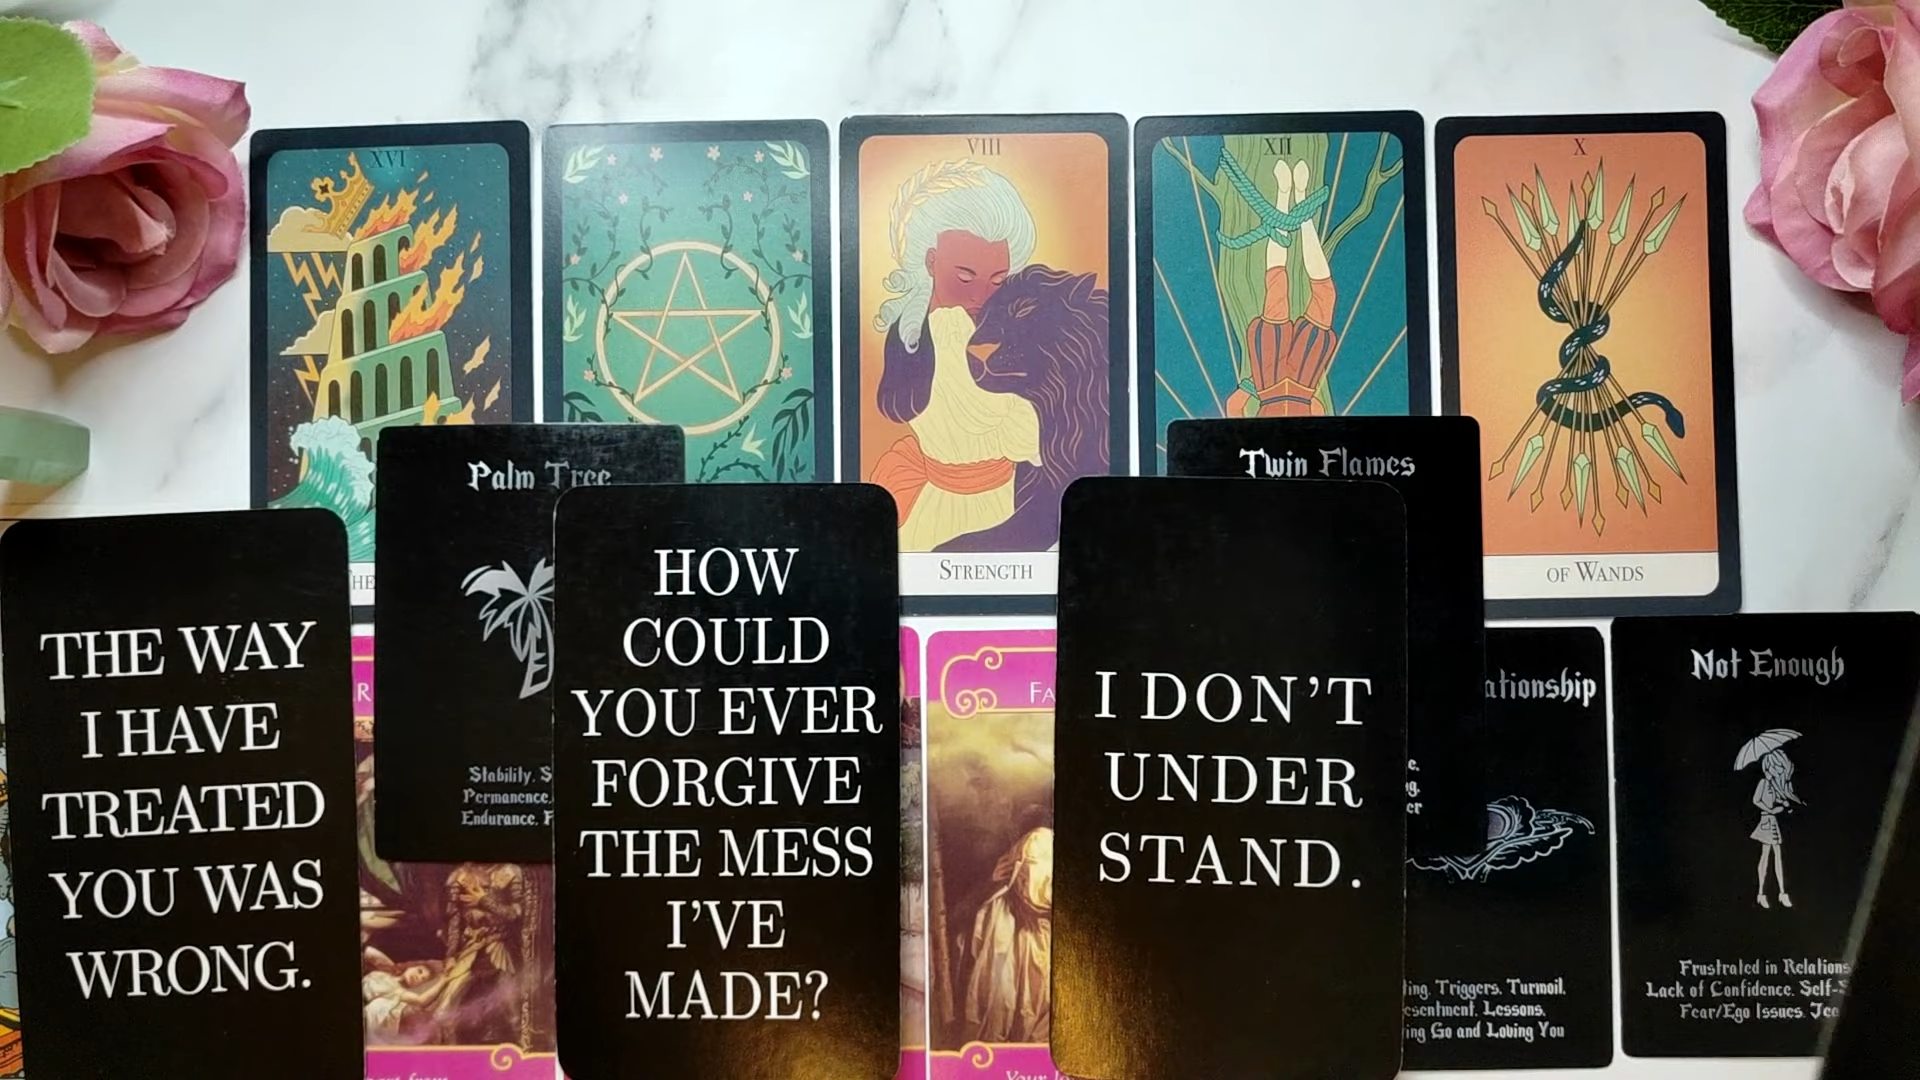 XVI
VIII
XII
X
STRENGTH
OF WANDS
Palm Tree
Stability,
Permanence,
Endurance,
Twin Flames
THE WAY
I HAVE
TREATED
YOU WAS
WRONG.
HOW
COULD
YOU EVER
FORGIVE
THE MESS
I'VE
MADE?
I DON'T
UNDER
STAND.
Triggers, Turmoil,
Lessons,
Go and Loving You
Not Enough
Frustrated in
Lack of Confidence,
Fear/Ego Issues,
Your